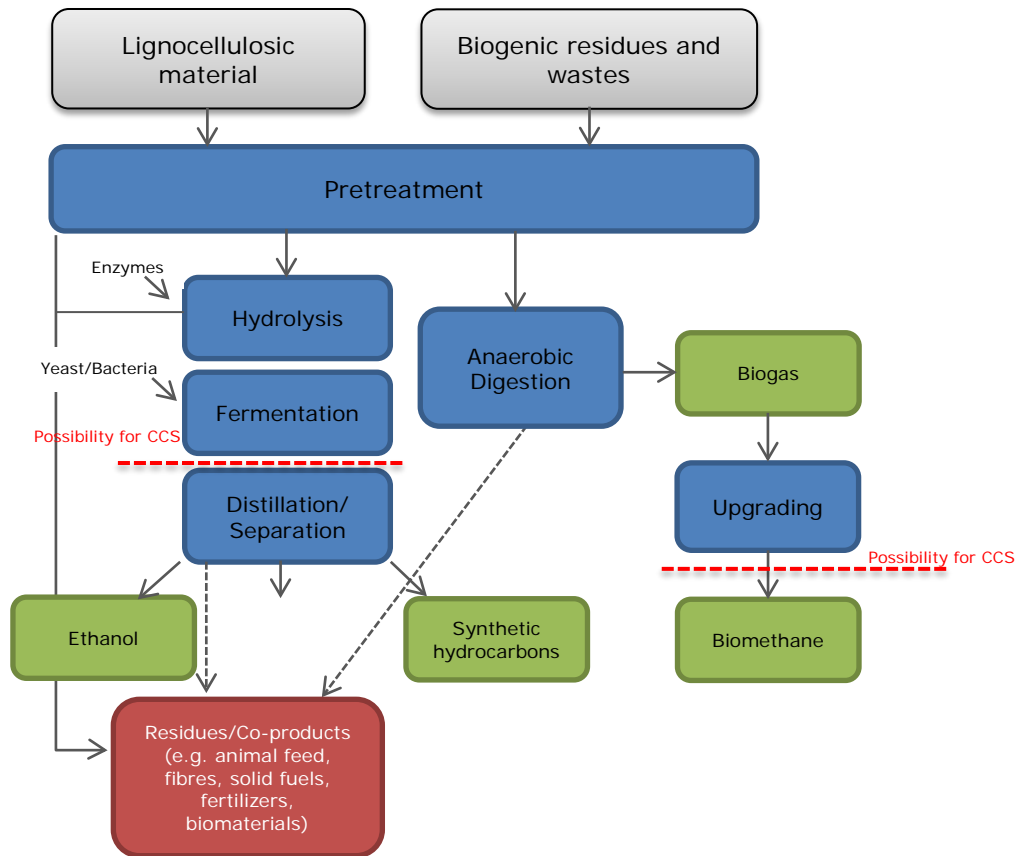 Lignocellulosic
material
Biogenic residues and
wastes
Pretreatment
Enzymes
Hydrolysis
Anaerobic
Digestion
Biogas
Yeast/Bacteria
Fermentation
Possibility for CCS
Distillation/
Separation
Upgrading
Possibility for CCS
Ethanol
Synthetic
hydrocarbons
Biomethane
Residues/Co-products
(e.g. animal feed,
fibres, solid fuels,
fertilizers,
biomaterials)